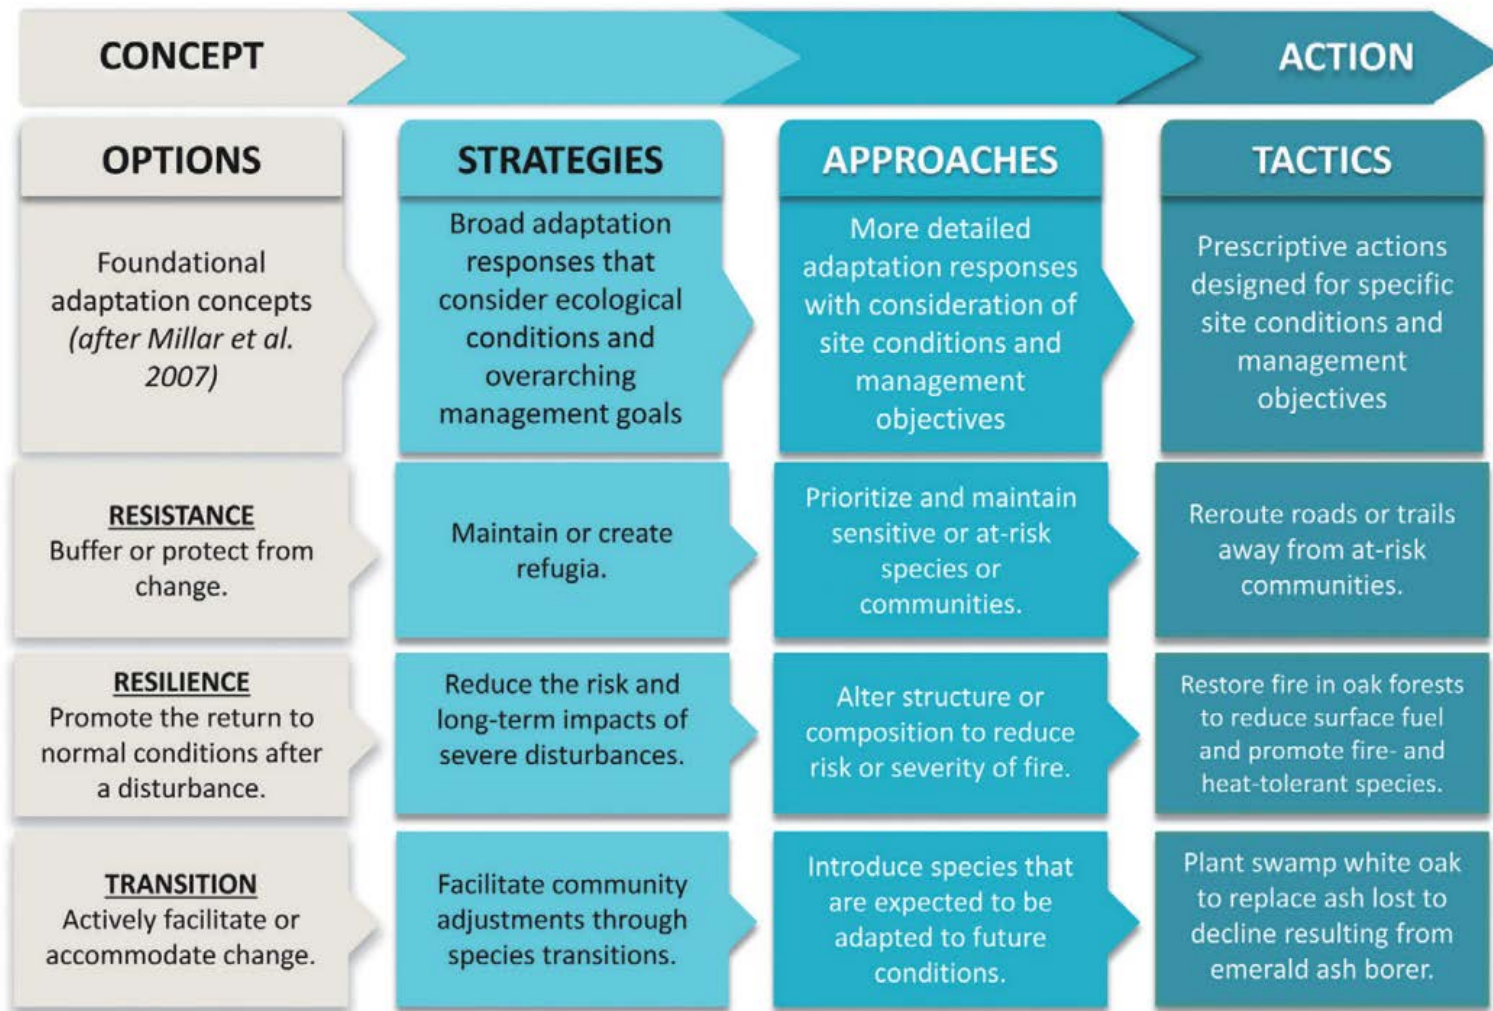 CONCEPT
ACTION
OPTIONS
Foundational
adaptation concepts
(after Millar et al.
2007)
STRATEGIES
Broad adaptation
responses that
consider ecological
conditions and
overarching
management goals
APPROACHES
More detailed
adaptation responses
with consideration of
site conditions and
management
objectives
TACTICS
Prescriptive actions
designed for specific
site conditions and
management
objectives
RESISTANCE
Buffer or protect from
change.
Maintain or create
refugia.
Prioritize and maintain
sensitive or at-risk
species or
communities.
Reroute roads or trails
away from at-risk
communities.
RESILIENCE
Promote the return to
normal conditions after
a disturbance.
Reduce the risk and
long-term impacts of
severe disturbances.
Alter structure or
composition to reduce
risk or severity of fire.
Restore fire in oak forests
to reduce surface fuel
and promote fire- and
heat-tolerant species.
TRANSITION
Actively facilitate or
accommodate change.
Facilitate community
adjustments through
species transitions.
Introduce species that
are expected to be
adapted to future
conditions.
Plant swamp white oak
to replace ash lost to
decline resulting from
emerald ash borer.